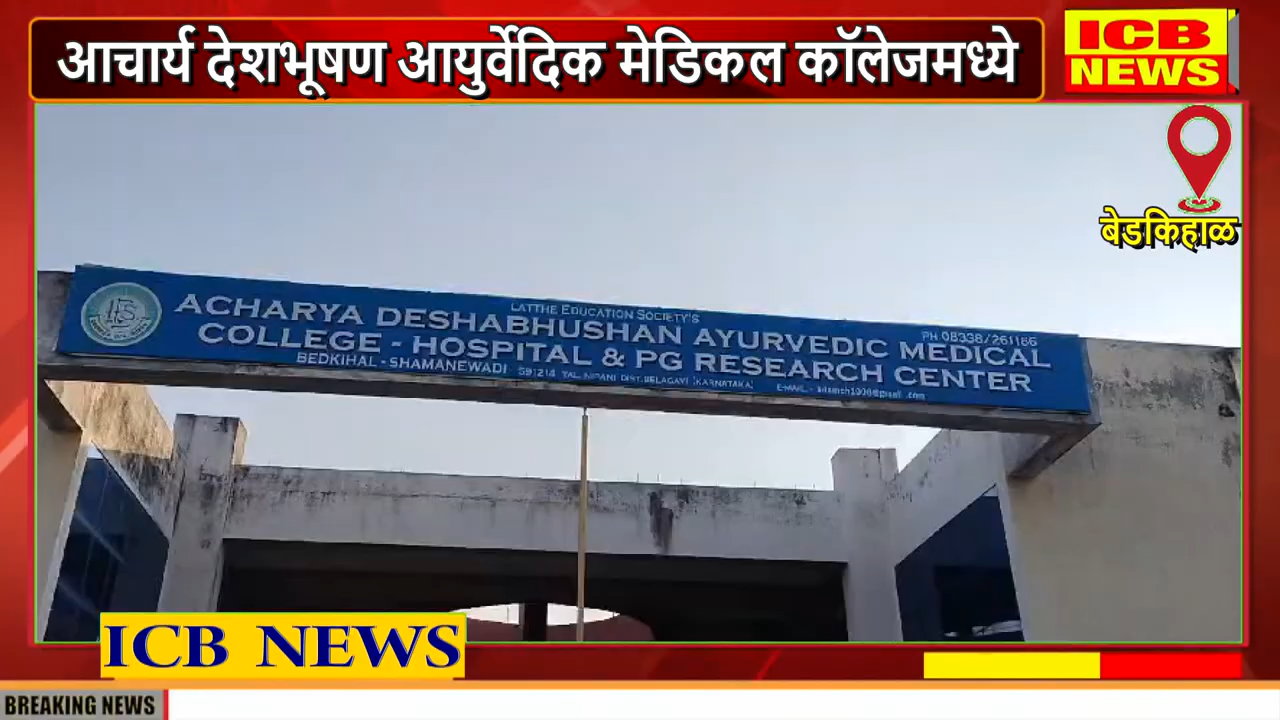 आचार्य देशभूषण आयुर्वेदिक मेडिकल कॉलेजमध्ये
ICB
NEWS
बेडकिहाळ
LATTHE EDUCATION SOCIETY'S
PH 08338/261186
ACHARYA DESHABHUSHAN AYURVEDIC MEDICAL
COLLEGE - HOSPITAL & PG RESEARCH CENTER
BEDKIHAL - SHAMANEWADI 591214 TAL. NIPANI DIST. BELAGAVI (KARNATAKA) E-MAIL -
ICB NEWS
BREAKING NEWS